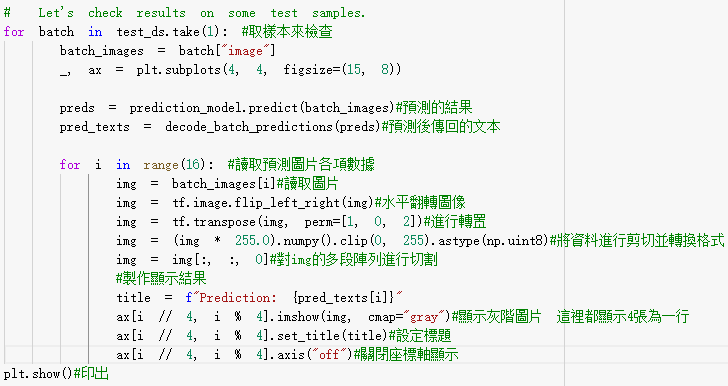 #   Let's  check  results  on  some  test  samples.
for  batch  in  test_ds.take(1):  #取樣本來檢查
        batch_images  =  batch["image"]
        _,  ax  =  plt.subplots(4,  4,  figsize=(15,  8))
        preds  =  prediction_model.predict(batch_images)#預測的結果
        pred_texts  =  decode_batch_predictions(preds)#預測後傳回的文本
        for  i  in  range(16):  #讀取預測圖片各項數據
                img  =  batch_images[i]#讀取圖片
                img  =  tf.image.flip_left_right(img)#水平翻轉圖像
                img  =  tf.transpose(img,  perm=[1,  0,  2])#進行轉置
                img  =  (img  *  255.0).numpy().clip(0,  255).astype(np.uint8)#將資料進行剪切並轉換格式
                img  =  img[:,  :,  0]#對img的多段陣列進行切割
                #製作顯示結果
                title  =  f"Prediction:  {pred_texts[i]}"
                ax[i  //  4,  i  %  4].imshow(img,  cmap="gray")#顯示灰階圖片  這裡都顯示4張為一行
                ax[i  //  4,  i  %  4].set_title(title)#設定標題
                ax[i  //  4,  i  %  4].axis("off")#關閉座標軸顯示
plt.show()#印出